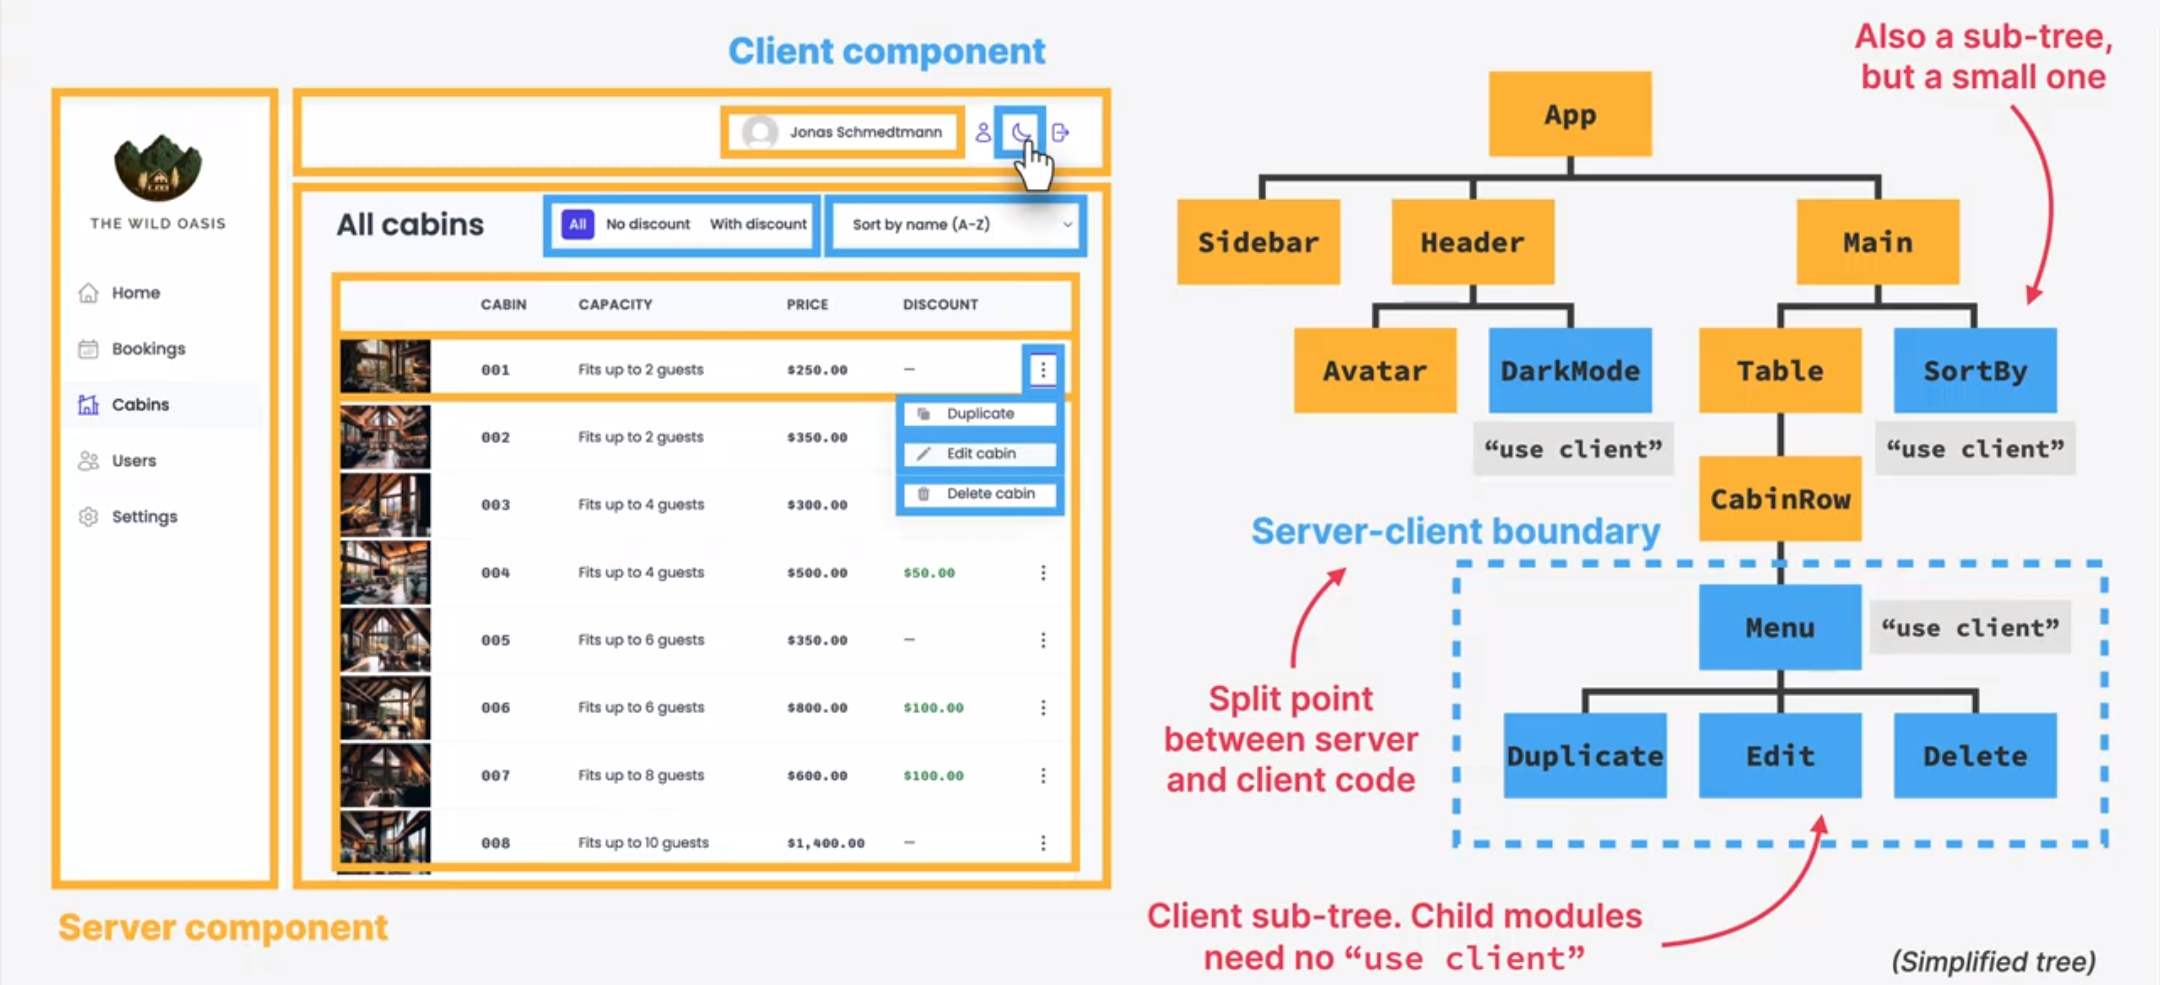 Client component
THE WILD OASIS
Home
Bookings
Cabins
Users
Settings
Jonas Schmedtmann
All cabins
All No discount With discount
Sort by name (A-Z)
CABIN CAPACITY PRICE DISCOUNT
001 Fits up to 2 guests $250.00 —
002 Fits up to 2 guests $350.00
003 Fits up to 4 guests $300.00
004 Fits up to 4 guests $500.00 $50.00
005 Fits up to 6 guests $350.00 —
006 Fits up to 6 guests $800.00 $100.00
007 Fits up to 8 guests $600.00 $100.00
008 Fits up to 10 guests $1,400.00 —
Duplicate
Edit cabin
Delete cabin
Server component
Also a sub-tree,
but a small one
App
Sidebar Header Main
Avatar DarkMode Table SortBy
“use client” “use client”
CabinRow
Server-client boundary
Menu “use client”
Split point
between server
and client code
Duplicate Edit Delete
Client sub-tree. Child modules
need no “use client”
(Simplified tree)